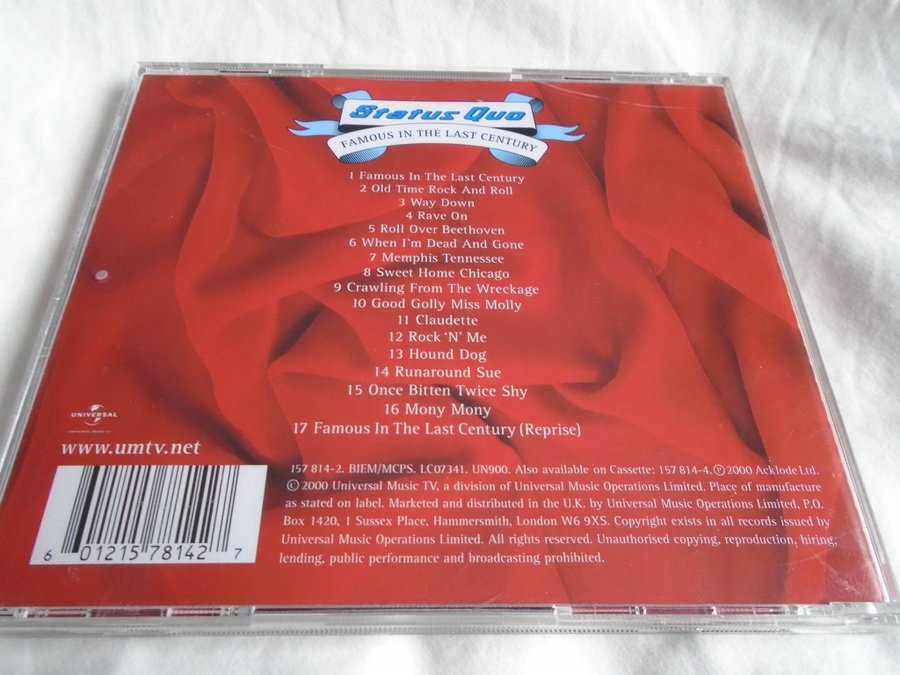 Status Quo
FAMOUS IN THE LAST CENTURY
1 Famous In The Last Century
2 Old Time Rock And Roll
3 Way Down
4 Rave On
5 Roll Over Beethoven
6 When I'm Dead And Gone
7 Memphis Tennessee
8 Sweet Home Chicago
9 Crawling From The Wreckage
10 Good Golly Miss Molly
11 Claudette
12 Rock 'N' Me
13 Hound Dog
14 Runaround Sue
15 Once Bitten Twice Shy
16 Mony Mony
17 Famous In The Last Century (Reprise)
UNIVERSAL
UNIVERSAL MUSIC TV
www.umtv.net
157 814-2. BIEM/MCPS. LC07341. UN900. Also available on Cassette: 157 814-4. Ⓟ 2000 Acklode Ltd.
© 2000 Universal Music TV, a division of Universal Music Operations Limited. Place of manufacture
as stated on label. Marketed and distributed in the U.K. by Universal Music Operations Limited, P.O.
Box 1420, 1 Sussex Place, Hammersmith, London W6 9XS. Copyright exists in all records issued by
Universal Music Operations Limited. All rights reserved. Unauthorised copying, reproduction, hiring,
lending, public performance and broadcasting prohibited.
6 01215 78142 7